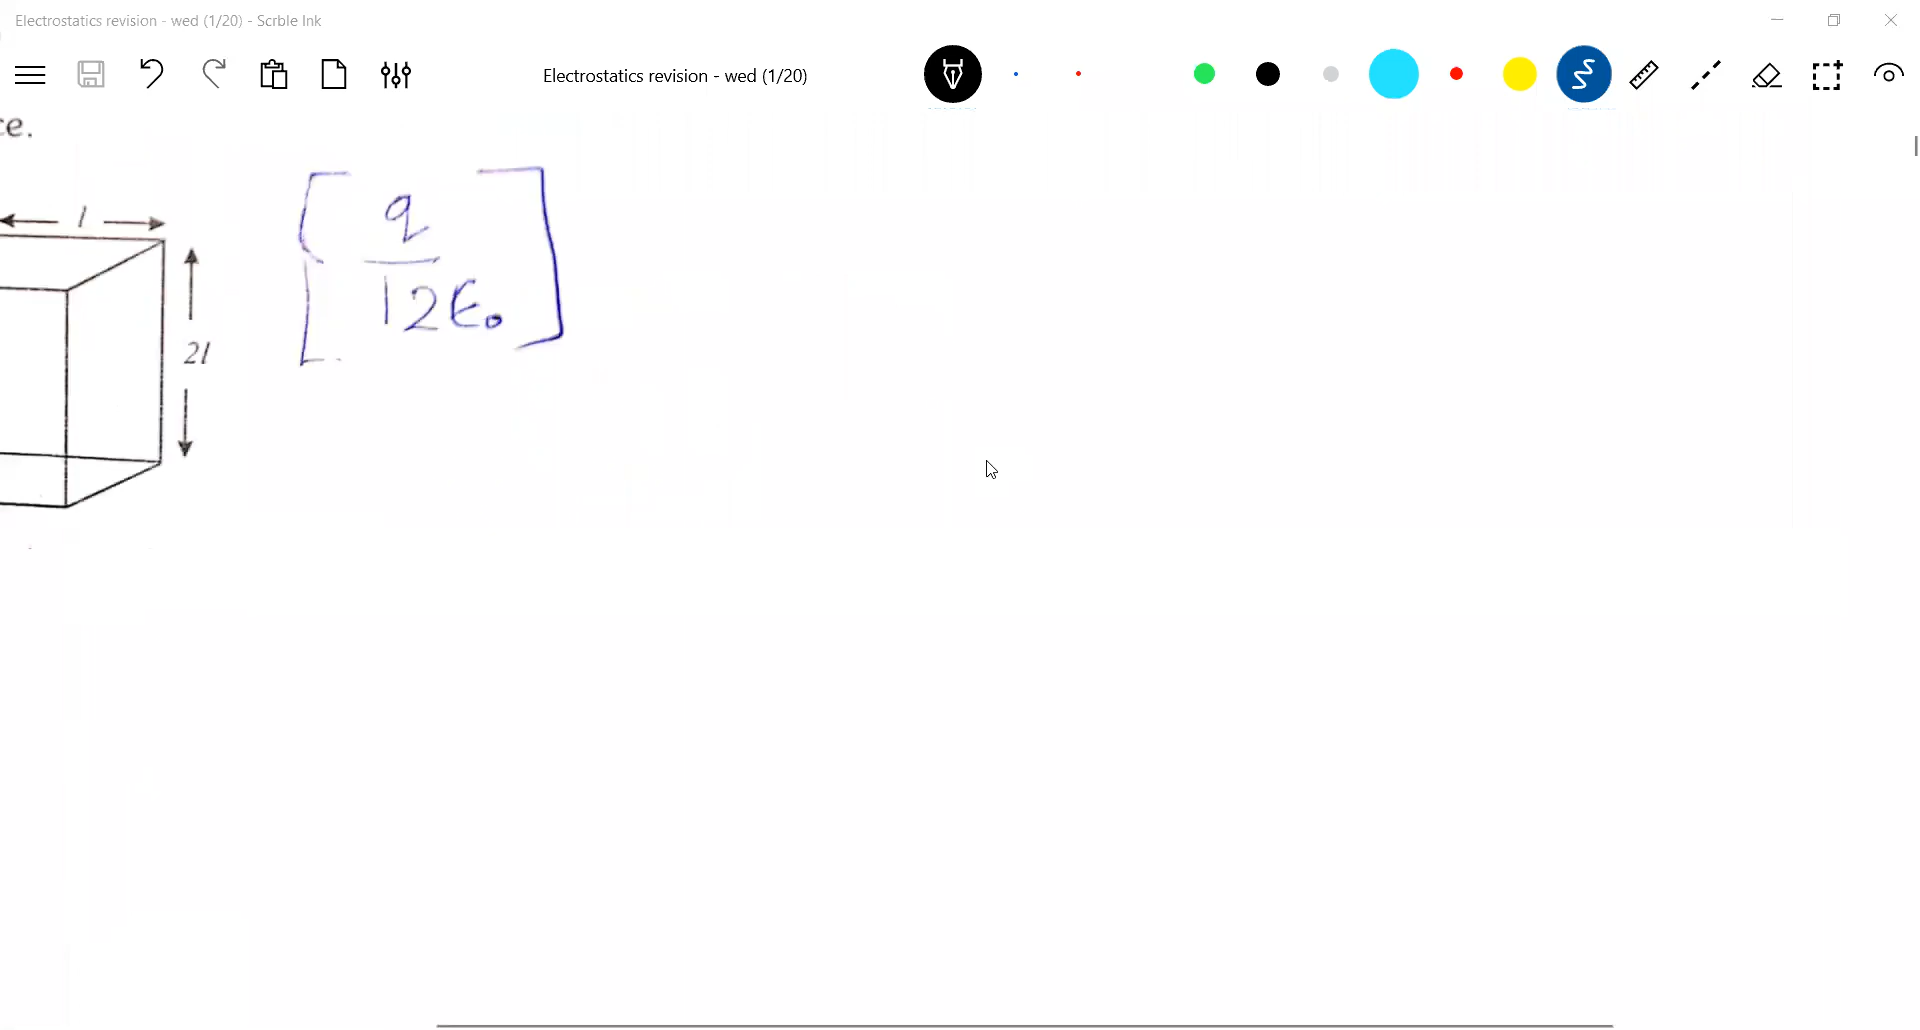 Electrostatics revision - wed (1/20) - Scrble Ink
Electrostatics revision - wed (1/20)
l
q
12ϵ₀
2l